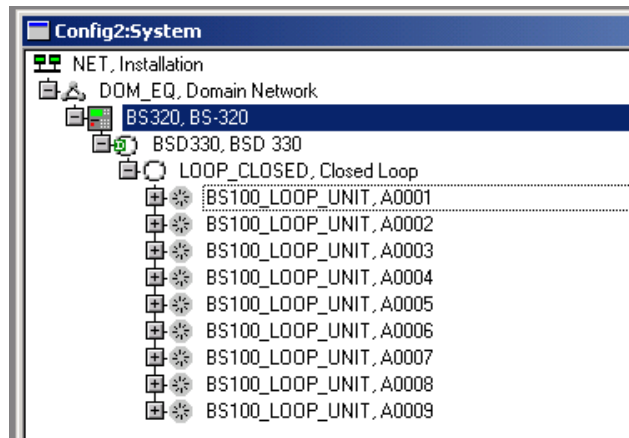 Config2:System
NET, Installation
DOM_EQ, Domain Network
BS320, BS-320
BSD330, BSD 330
LOOP_CLOSED, Closed Loop
BS100_LOOP_UNIT, A0001
BS100_LOOP_UNIT, A0002
BS100_LOOP_UNIT, A0003
BS100_LOOP_UNIT, A0004
BS100_LOOP_UNIT, A0005
BS100_LOOP_UNIT, A0006
BS100_LOOP_UNIT, A0007
BS100_LOOP_UNIT, A0008
BS100_LOOP_UNIT, A0009